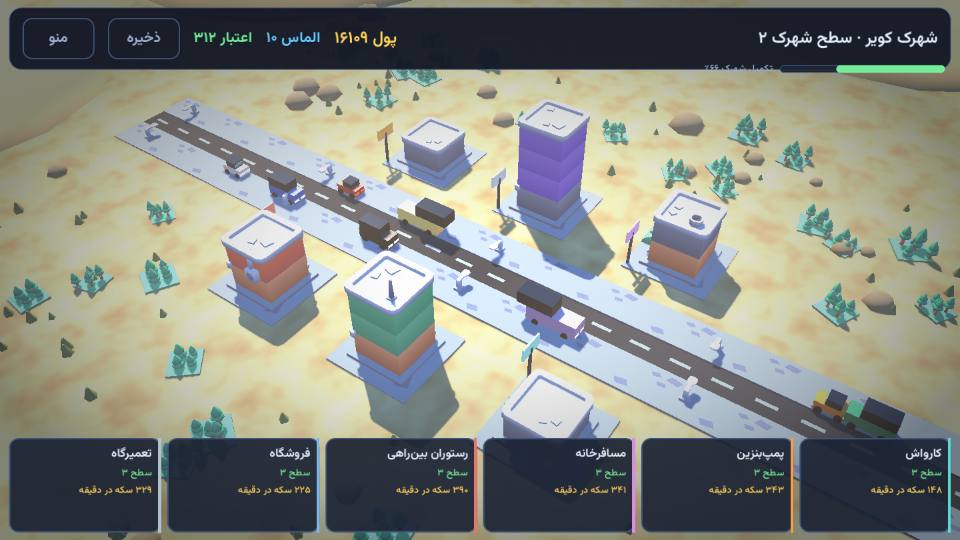 شهرک کویر · سطح شهرک ۲
پول ۱۶۱۰۹ الماس ۱۰ اعتبار ۳۱۲
ذخیره
منو
تکمیل شهرک ۶۶٪
کارواش
سطح ۳
۱۴۸ سکه در دقیقه
پمپ‌بنزین
سطح ۳
۳۴۳ سکه در دقیقه
مسافرخانه
سطح ۳
۳۴۱ سکه در دقیقه
رستوران بین‌راهی
سطح ۳
۳۹۰ سکه در دقیقه
فروشگاه
سطح ۳
۲۲۵ سکه در دقیقه
تعمیرگاه
سطح ۳
۳۲۹ سکه در دقیقه